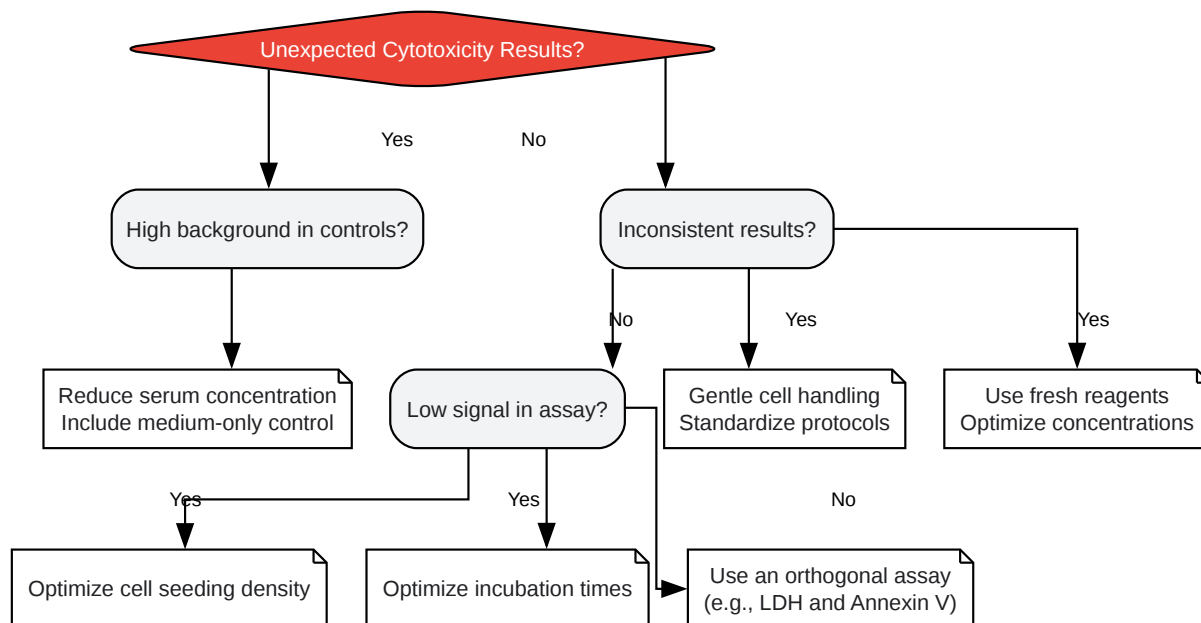 Unexpected Cytotoxicity Results?
Yes
No
High background in controls?
Inconsistent results?
No
Yes
Yes
Reduce serum concentration
Include medium-only control
Low signal in assay?
Gentle cell handling
Standardize protocols
Use fresh reagents
Optimize concentrations
Yes
Yes
No
Optimize cell seeding density
Optimize incubation times
Use an orthogonal assay
(e.g., LDH and Annexin V)